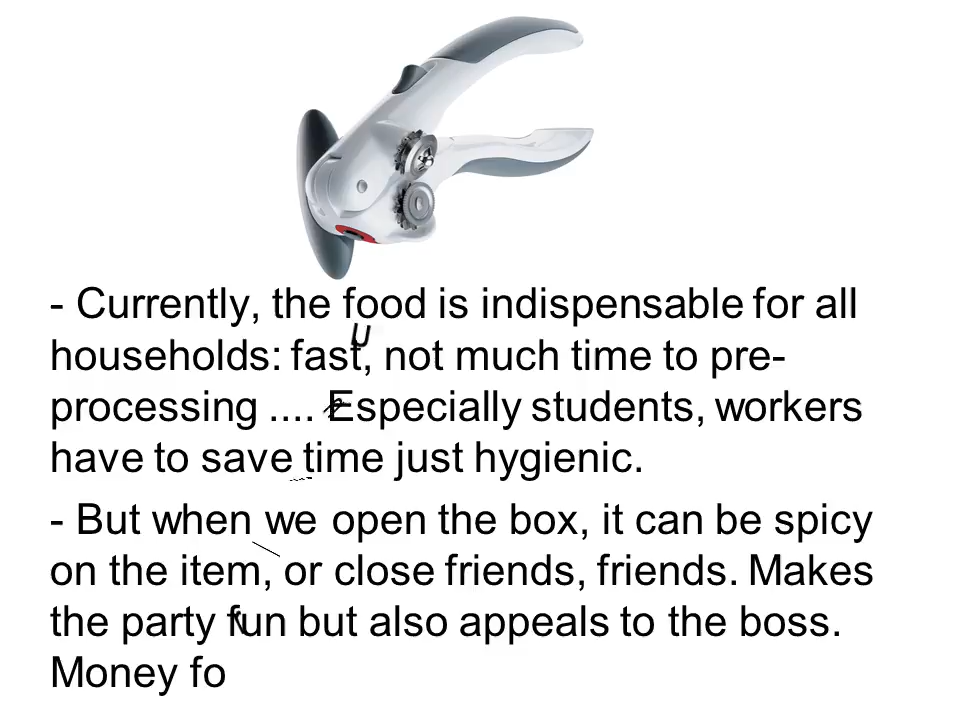 - Currently, the food is indispensable for all
households: fast, not much time to pre-
processing .... Especially students, workers
have to save time just hygienic.
- But when we open the box, it can be spicy
on the item, or close friends, friends. Makes
the party fun but also appeals to the boss.
Money fo